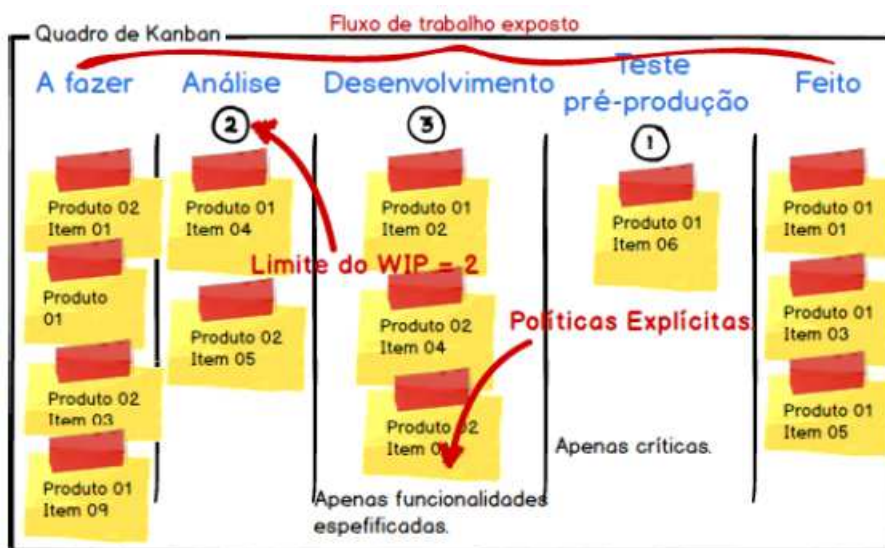 Fluxo de trabalho exposto
Quadro de Kanban
A fazer
Análise
Desenvolvimento
Teste
pré-produção
Feito
2
3
1
Produto 02
Item 01
Produto
01
Produto 02
Item 03
Produto 01
Item 09
Produto 01
Item 04
Limite do WIP = 2
Produto 02
Item 05
Produto 01
Item 02
Produto 02
Item 04
Produto 02
Item
Políticas Explícitas.
Apenas funcionalidades
espefificadas.
Produto 01
Item 06
Apenas críticas.
Produto 01
Item 01
Produto 01
Item 03
Produto 01
Item 05